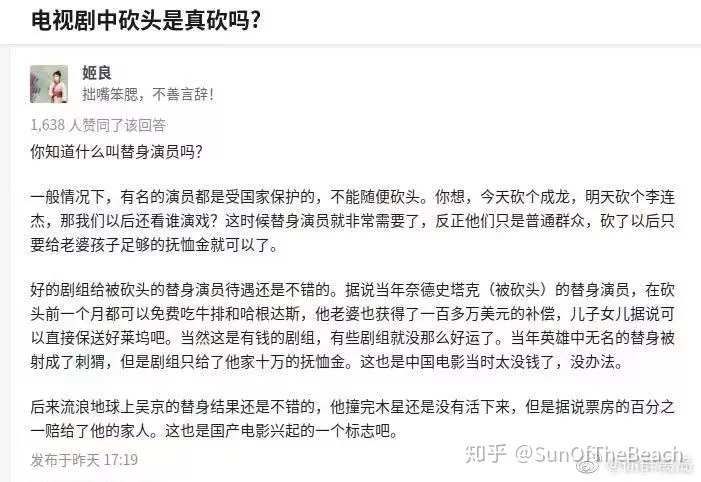 电视剧中砍头是真砍吗?
姬良
拙嘴笨腮，不善言辞！
1,638 人赞同了该回答
你知道什么叫替身演员吗？
一般情况下，有名的演员都是受国家保护的，不能随便砍头。你想，今天砍个成龙，明天砍个李连
杰，那我们以后还看谁演戏？这时候替身演员就非常需要了，反正他们只是普通群众，砍了以后只
要给老婆孩子足够的抚恤金就可以了。
好的剧组给被砍头的替身演员待遇还是不错的。据说当年奈德史塔克（被砍头）的替身演员，在砍
头前一个月都可以免费吃牛排和哈根达斯，他老婆也获得了一百多万美元的补偿，儿子女儿据说可
以直接保送好莱坞吧。当然这是有钱的剧组，有些剧组就没那么好运了。当年英雄中无名的替身被
射成了刺猬，但是剧组只给了他家十万的抚恤金。这也是中国电影当时太没钱了，没办法。
后来流浪地球上吴京的替身结果还是不错的，他撞完木星还是没有活下来，但是据说票房的百分之
一赔给了他的家人。这也是国产电影兴起的一个标志吧。
发布于昨天 17:19
知乎 @SunOfTheBeach